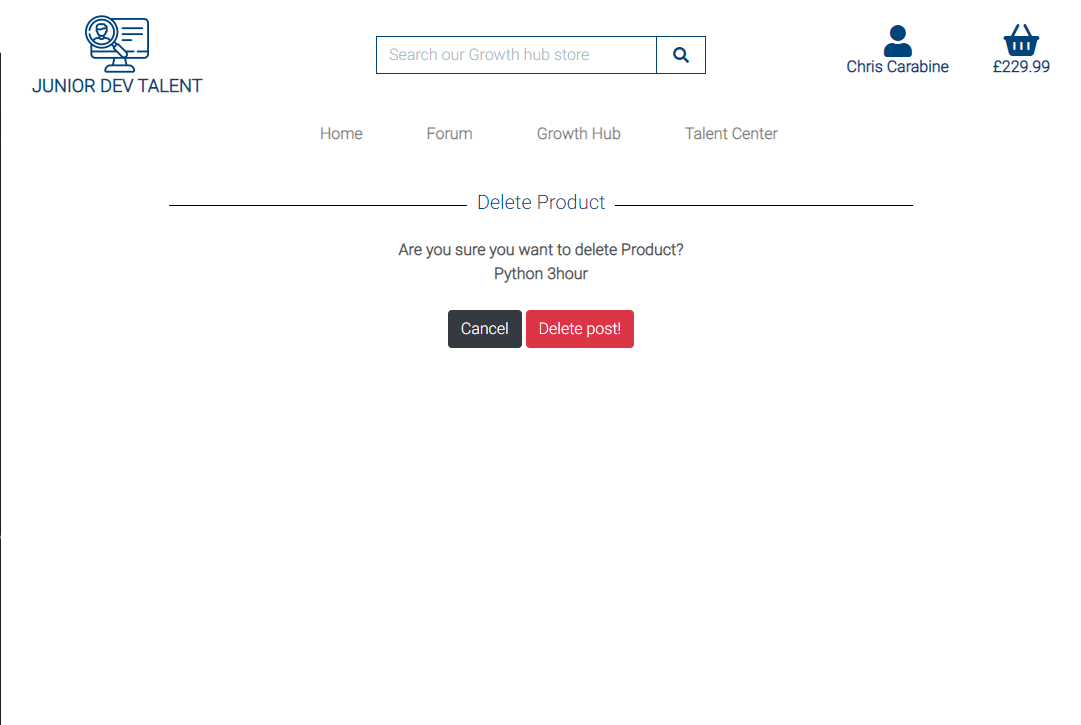 JUNIOR DEV TALENT
Search our Growth hub store
Chris Carabine
£229.99
Home
Forum
Growth Hub
Talent Center
Delete Product
Are you sure you want to delete Product?
Python 3hour
Cancel
Delete post!